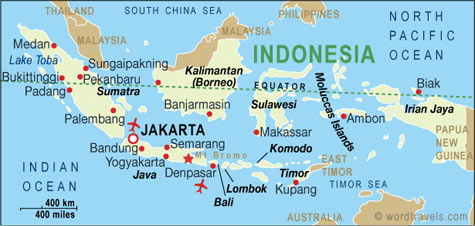 THAILAND
SOUTH CHINA SEA
PHILIPPINES
NORTH
PACIFIC
OCEAN
Medan
MALAYSIA
MALAYSIA
INDONESIA
Lake Toba
Sungaipakning
Bukittinggi
Pekanbaru
Kalimantan
(Borneo)
EQUATOR
Moluccas Islands
Biak
Padang
Sumatra
Sulawesi
Irian Jaya
Palembang
Banjarmasin
Ambon
JAKARTA
Makassar
PAPUA
NEW
GUINEA
Bandung
Semarang
Mt Bromo
Komodo
INDIAN
OCEAN
Yogyakarta
Java
Denpasar
EAST
TIMOR
Timor
TIMOR SEA
Lombok
Kupang
Bali
400 km
400 miles
AUSTRALIA
© wordtravels.com